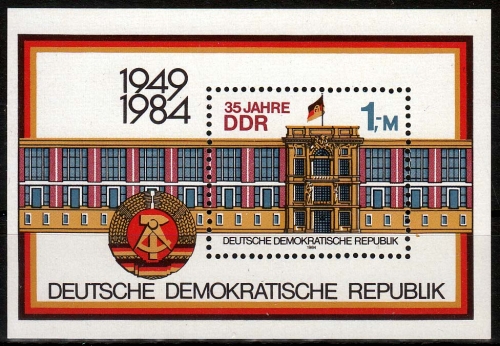 1949
1984
35 JAHRE
DDR
1,-M
DEUTSCHE DEMOKRATISCHE REPUBLIK
1984
DEUTSCHE DEMOKRATISCHE REPUBLIK